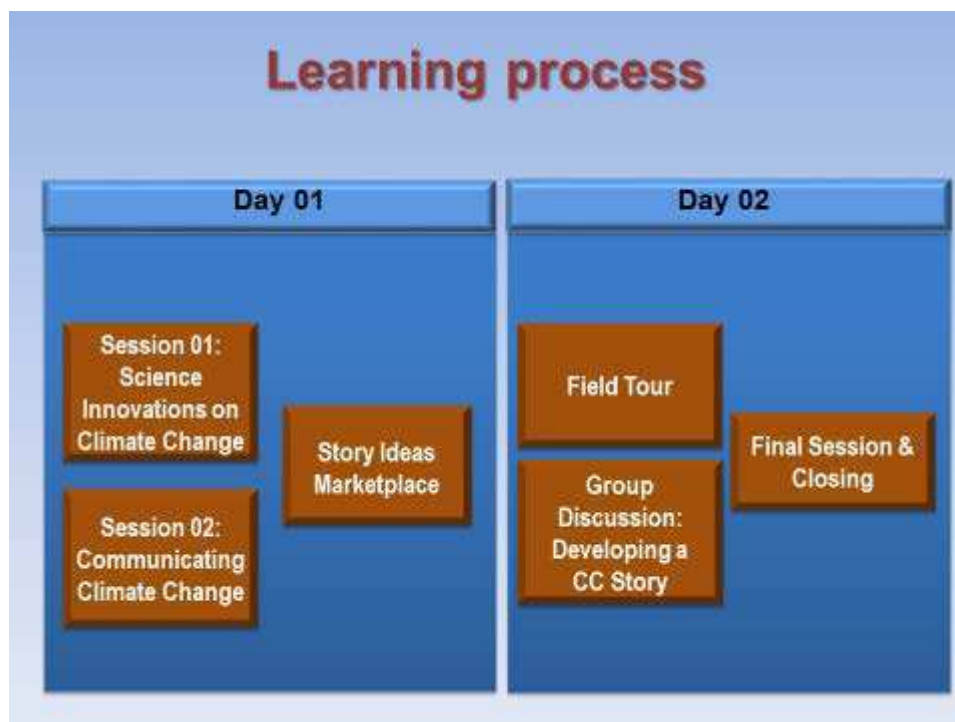 Learning process
Day 01
Session 01:
Science
Innovations on
Climate Change
Session 02:
Communicating
Climate Change
Story Ideas
Marketplace
Day 02
Field Tour
Group
Discussion:
Developing a
CC Story
Final Session &
Closing